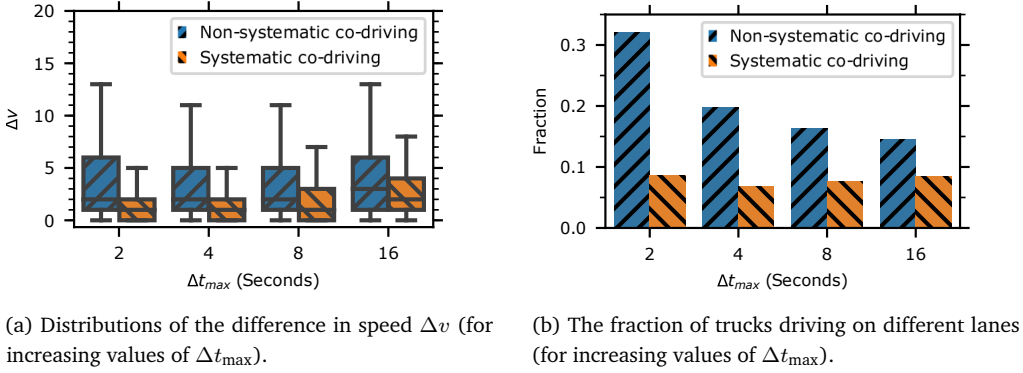 20
15
10
5
0
Δv
Non-systematic co-driving
Systematic co-driving
2 4 8 16
Δt_max (Seconds)
0.3
0.2
0.1
0.0
Fraction
Non-systematic co-driving
Systematic co-driving
2 4 8 16
Δt_max (Seconds)
(a) Distributions of the difference in speed Δv (for
increasing values of Δt_max).
(b) The fraction of trucks driving on different lanes
(for increasing values of Δt_max).